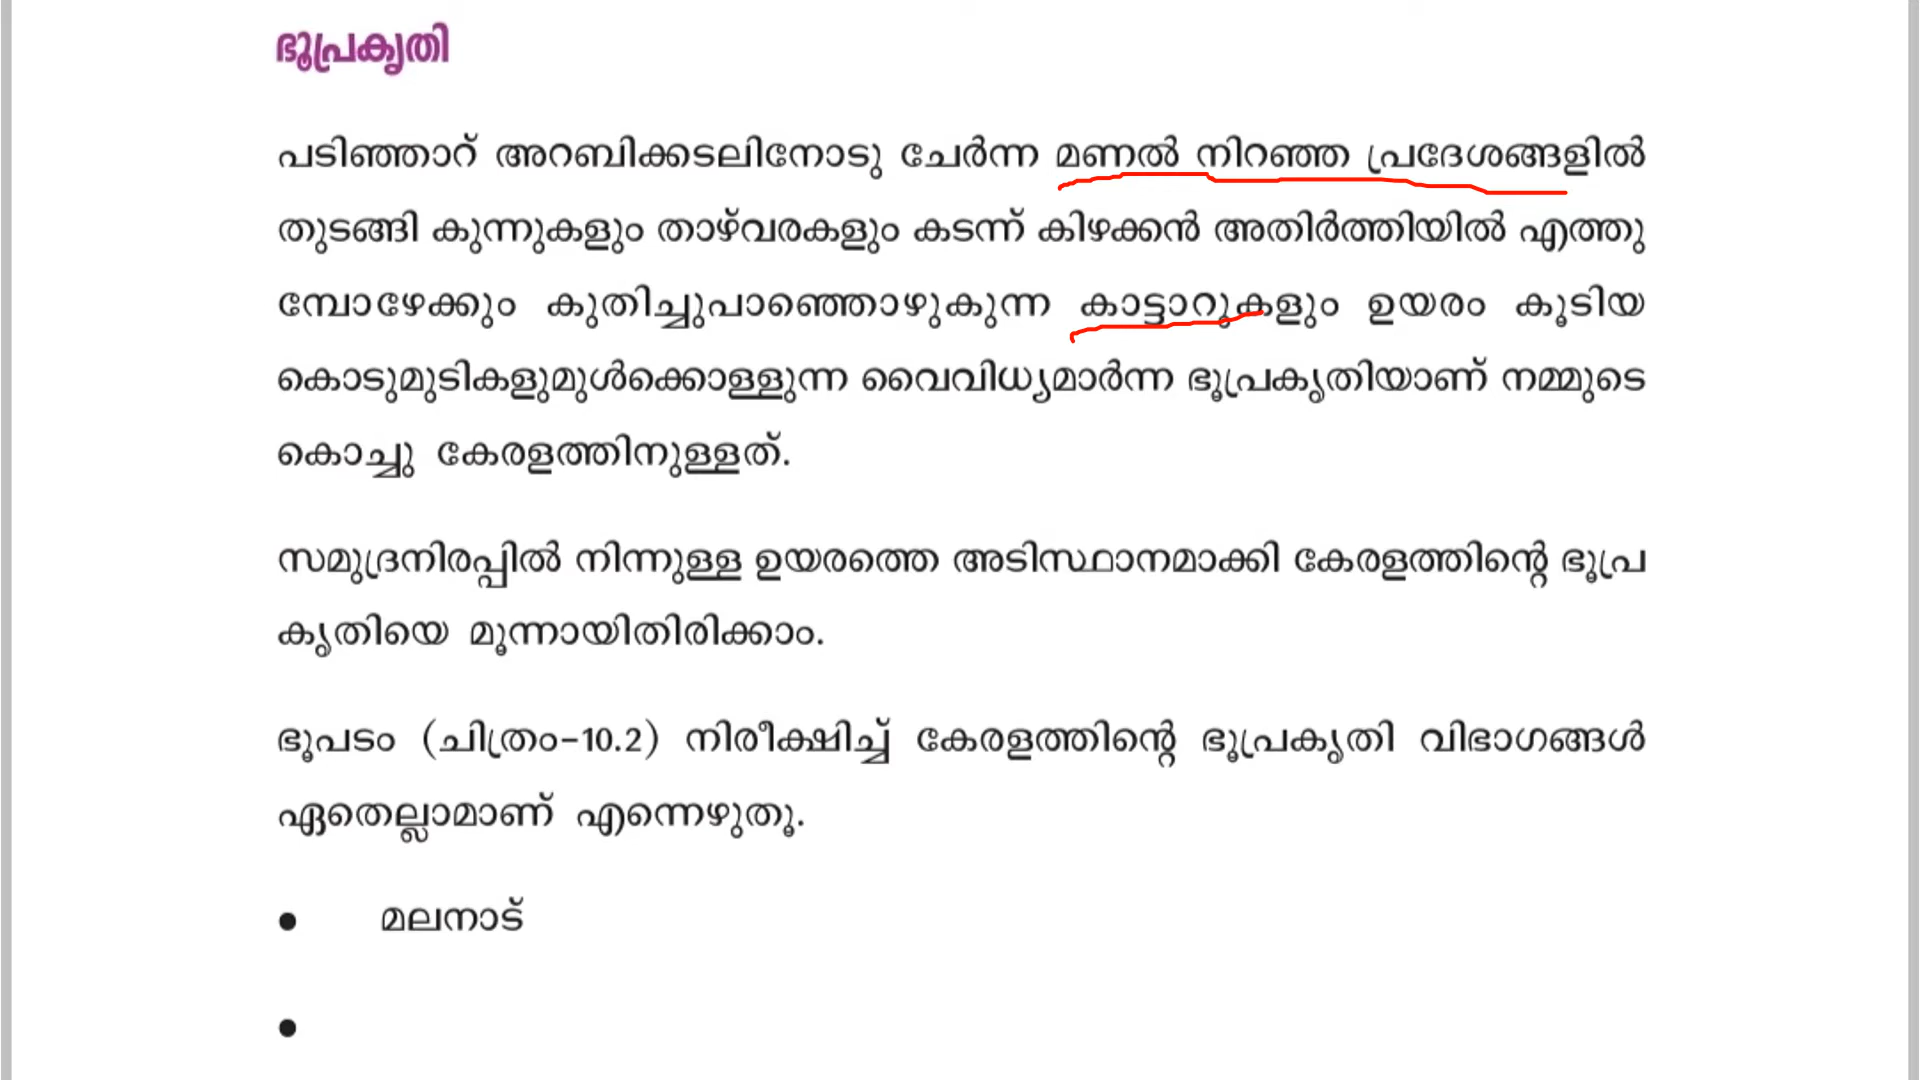 ഭൂപ്രകൃതി
പടിഞ്ഞാറ് അറബിക്കടലിനോടു ചേർന്ന മണൽ നിറഞ്ഞ പ്രദേശങ്ങളിൽ
തുടങ്ങി കുന്നുകളും താഴ്‌വരകളും കടന്ന് കിഴക്കൻ അതിർത്തിയിൽ എത്തു
മ്പോഴേക്കും കുതിച്ചുപാഞ്ഞൊഴുകുന്ന കാട്ടാറുകളും ഉയരം കൂടിയ
കൊടുമുടികളുമുൾക്കൊള്ളുന്ന വൈവിധ്യമാർന്ന ഭൂപ്രകൃതിയാണ് നമ്മുടെ
കൊച്ചു കേരളത്തിനുള്ളത്.
സമുദ്രനിരപ്പിൽ നിന്നുള്ള ഉയരത്തെ അടിസ്ഥാനമാക്കി കേരളത്തിന്റെ ഭൂപ്ര
കൃതിയെ മൂന്നായിതിരിക്കാം.
ഭൂപടം (ചിത്രം-10.2) നിരീക്ഷിച്ച് കേരളത്തിന്റെ ഭൂപ്രകൃതി വിഭാഗങ്ങൾ
ഏതെല്ലാമാണ് എന്നെഴുതൂ.
● മലനാട്
●